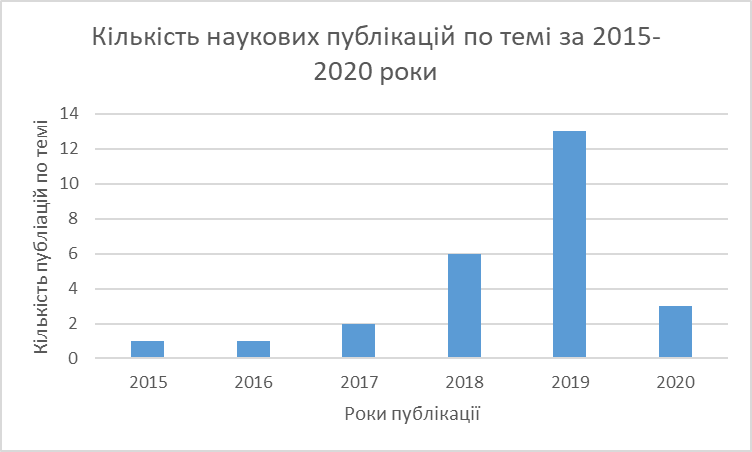 Кількість наукових публікацій по темі за 2015-
2020 роки
Кількість публіацій по темі
14
12
10
8
6
4
2
0
2015 2016 2017 2018 2019 2020
Роки публікації